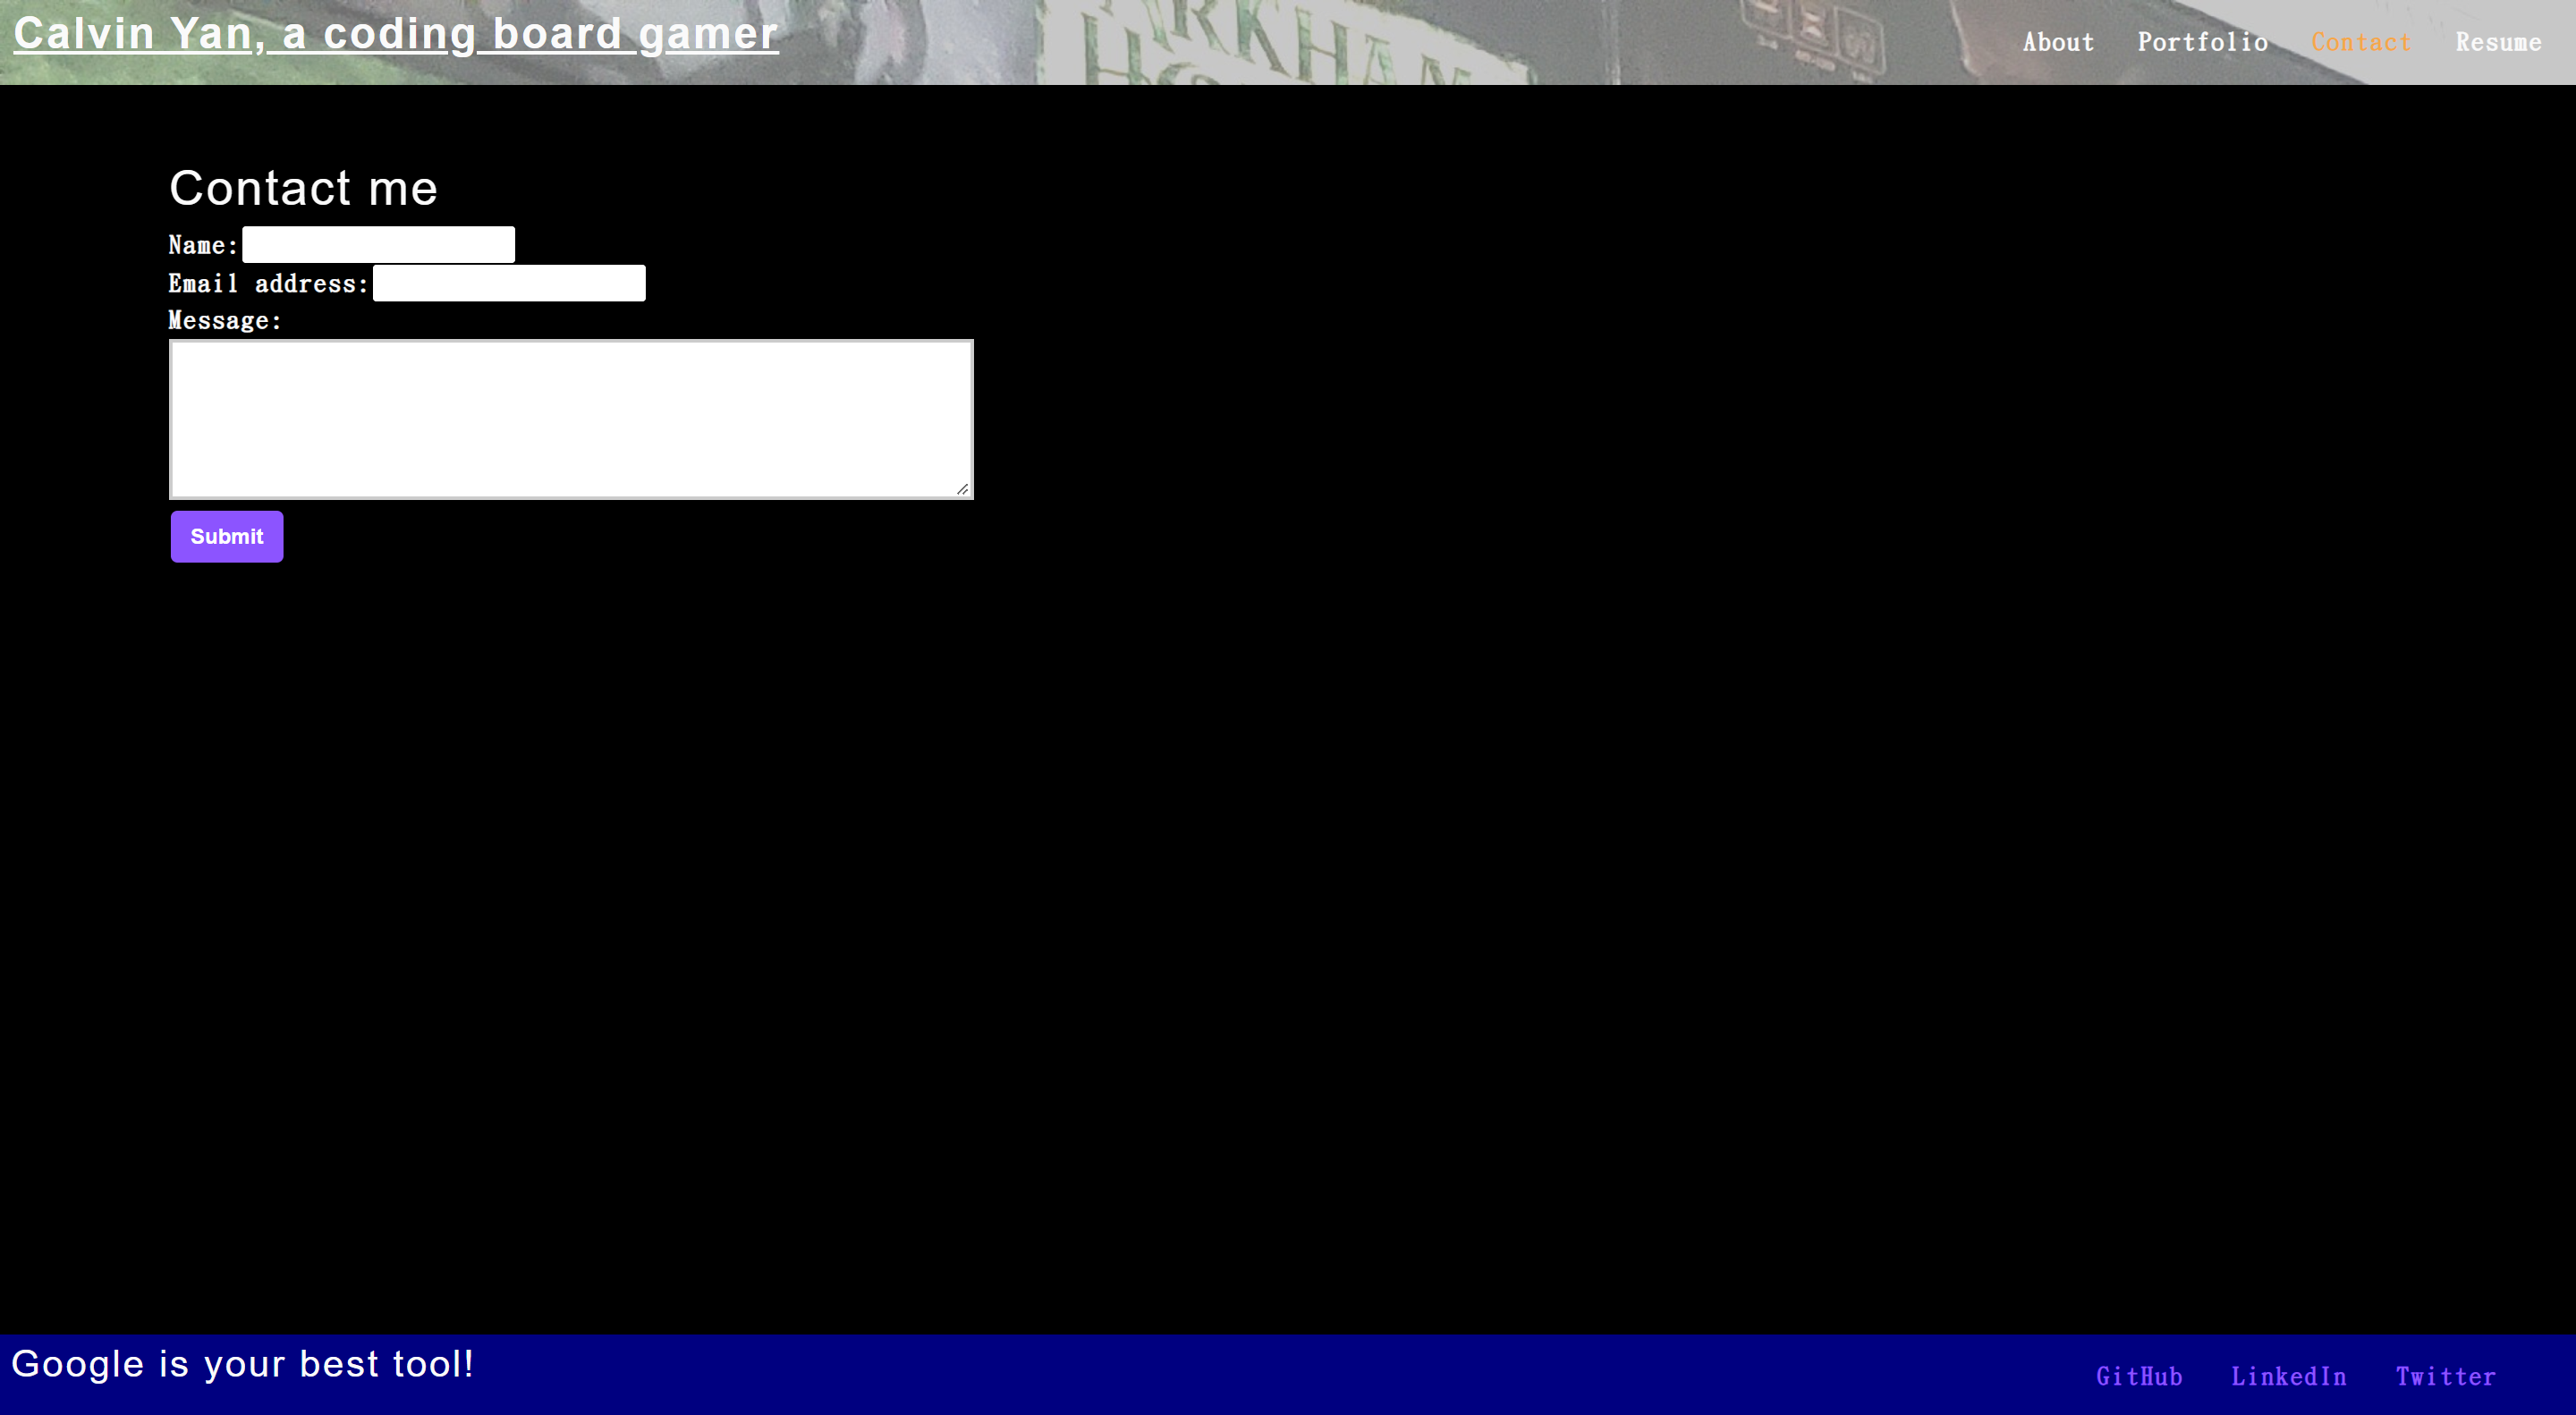 Calvin Yan, a coding board gamer
About Portfolio Contact Resume
Contact me
Name:
Email address:
Message:
Submit
Google is your best tool!
GitHub LinkedIn Twitter